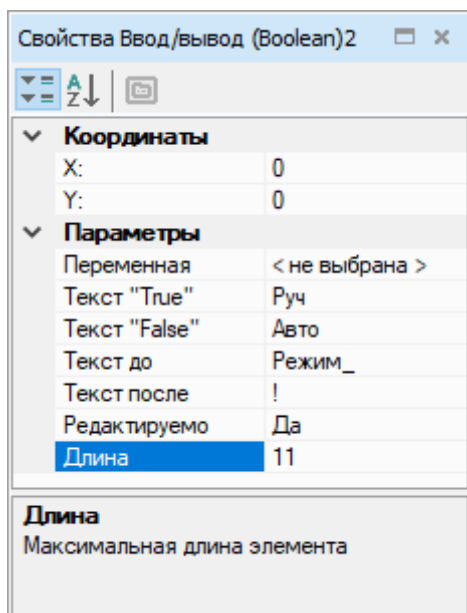 Свойства Ввод/вывод (Boolean)2
A
Z
Координаты
X: 0
Y: 0
Параметры
Переменная < не выбрана >
Текст "True" Руч
Текст "False" Авто
Текст до Режим_
Текст после !
Редактируемо Да
Длина 11
Длина
Максимальная длина элемента